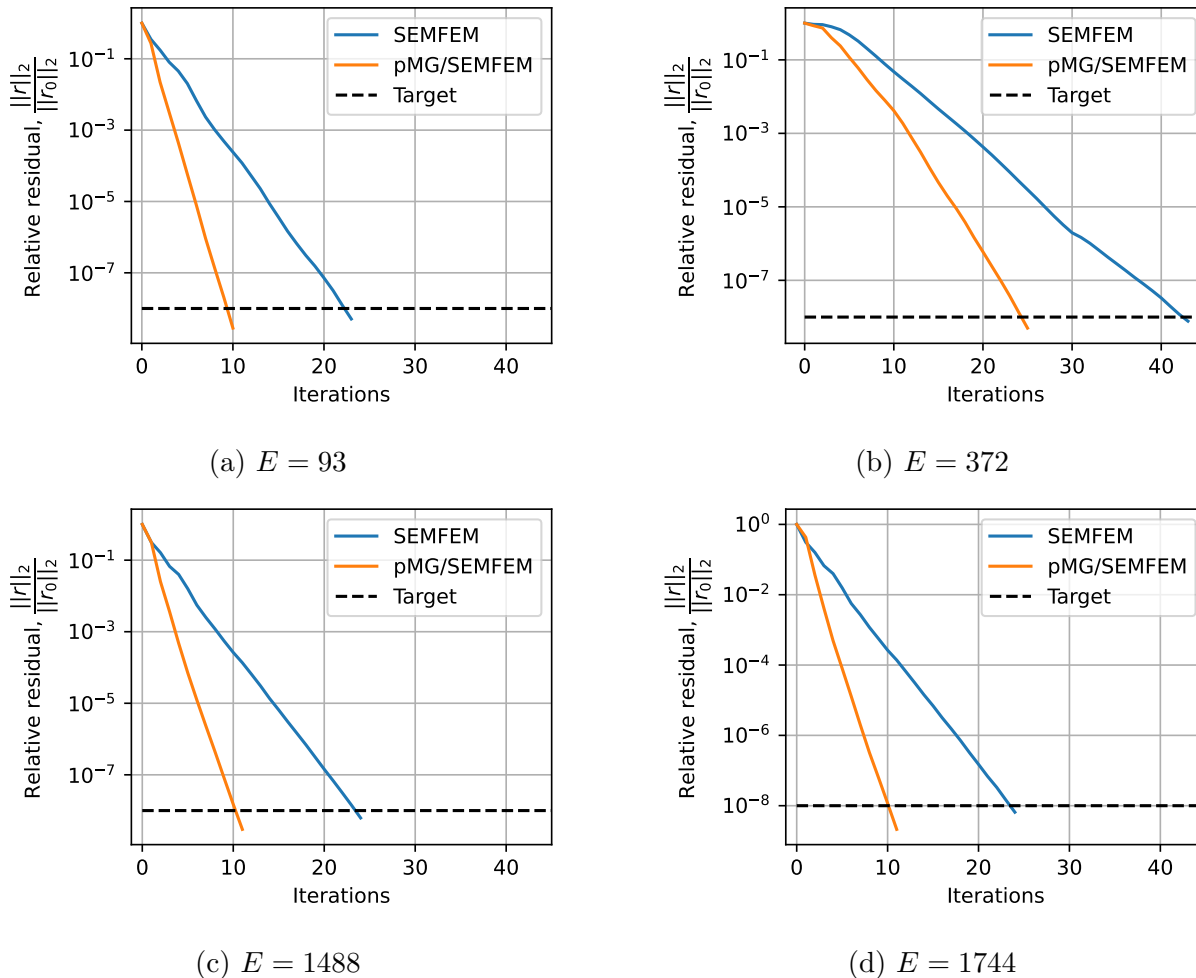 SEMFEM
pMG/SEMFEM
Target
Relative residual, ||r||₂ / ||r₀||₂
10⁻¹
10⁻³
10⁻⁵
10⁻⁷
0 10 20 30 40
Iterations
(a) E = 93
SEMFEM
pMG/SEMFEM
Target
Relative residual, ||r||₂ / ||r₀||₂
10⁻¹
10⁻³
10⁻⁵
10⁻⁷
0 10 20 30 40
Iterations
(b) E = 372
SEMFEM
pMG/SEMFEM
Target
Relative residual, ||r||₂ / ||r₀||₂
10⁻¹
10⁻³
10⁻⁵
10⁻⁷
0 10 20 30 40
Iterations
(c) E = 1488
SEMFEM
pMG/SEMFEM
Target
Relative residual, ||r||₂ / ||r₀||₂
10⁰
10⁻²
10⁻⁴
10⁻⁶
10⁻⁸
0 10 20 30 40
Iterations
(d) E = 1744